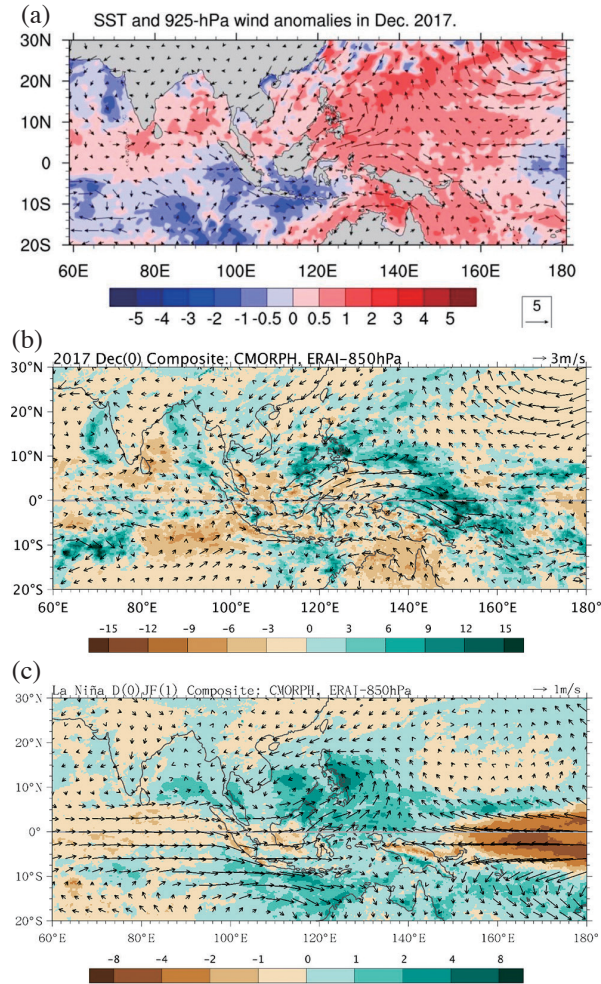 (a)
SST and 925-hPa wind anomalies in Dec. 2017.
30N
20N
10N
0
10S
20S
60E 80E 100E 120E 140E 160E 180
-5 -4 -3 -2 -1 -0.5 0 0.5 1 2 3 4 5
5
(b)
2017 Dec(0) Composite: CMORPH, ERAI-850hPa → 3m/s
30°N
20°N
10°N
0°
10°S
20°S
60°E 80°E 100°E 120°E 140°E 160°E 180°
-15 -12 -9 -6 -3 0 3 6 9 12 15
(c)
La Niña D(0)JF(1) Composite: CMORPH, ERAI-850hPa → 1m/s
30°N
20°N
10°N
0°
10°S
20°S
60°E 80°E 100°E 120°E 140°E 160°E 180°
-8 -4 -2 -1 0 1 2 4 8